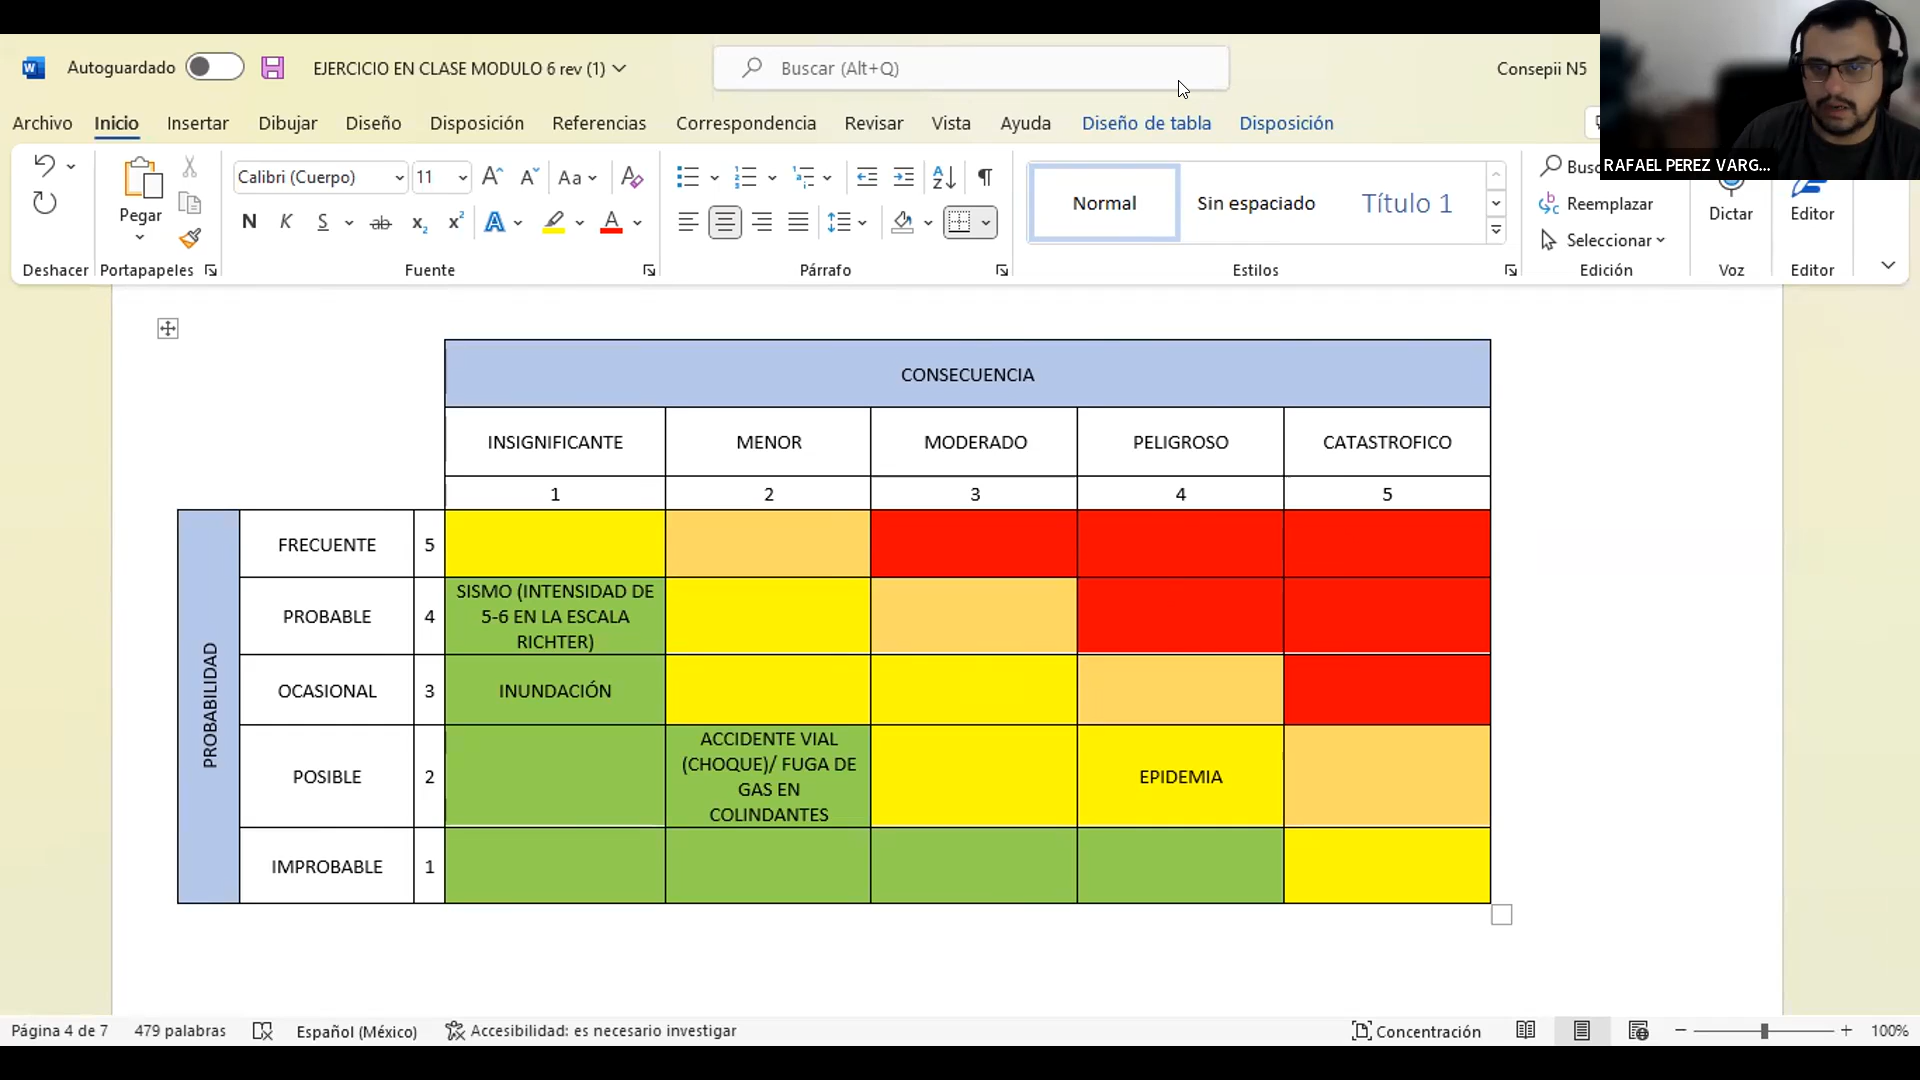 Autoguardado
EJERCICIO EN CLASE MODULO 6 rev (1)
Buscar (Alt+Q)
Consepii N5
RAFAEL PEREZ VARG...
Archivo
Inicio
Insertar
Dibujar
Diseño
Disposición
Referencias
Correspondencia
Revisar
Vista
Ayuda
Diseño de tabla
Disposición
Pegar
Calibri (Cuerpo)
11
Aa
N K S ab x₂ x² A A
Normal
Sin espaciado
Título 1
Reemplazar
Seleccionar
Dictar
Editor
Deshacer
Portapapeles
Fuente
Párrafo
Estilos
Edición
Voz
Editor
CONSECUENCIA
INSIGNIFICANTE
MENOR
MODERADO
PELIGROSO
CATASTROFICO
1
2
3
4
5
PROBABILIDAD
FRECUENTE
5
PROBABLE
4
SISMO (INTENSIDAD DE
5-6 EN LA ESCALA
RICHTER)
OCASIONAL
3
INUNDACIÓN
POSIBLE
2
ACCIDENTE VIAL
(CHOQUE)/ FUGA DE
GAS EN
COLINDANTES
EPIDEMIA
IMPROBABLE
1
Página 4 de 7
479 palabras
Español (México)
Accesibilidad: es necesario investigar
Concentración
100%